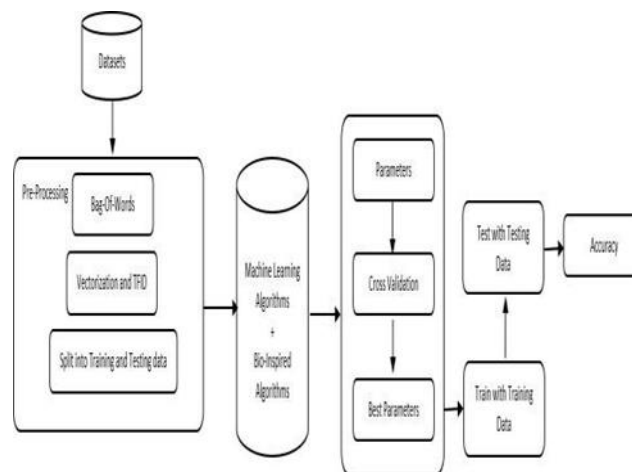 Datasets
Pre-Processing
Bag-Of-Words
Vectorization and TFID
Split into Training and Testing data
Machine Learning
Algorithms
+
Bio-Inspired
Algorithms
Parameters
Cross Validation
Best Parameters
Train with Training
Data
Test with Testing
Data
Accuracy